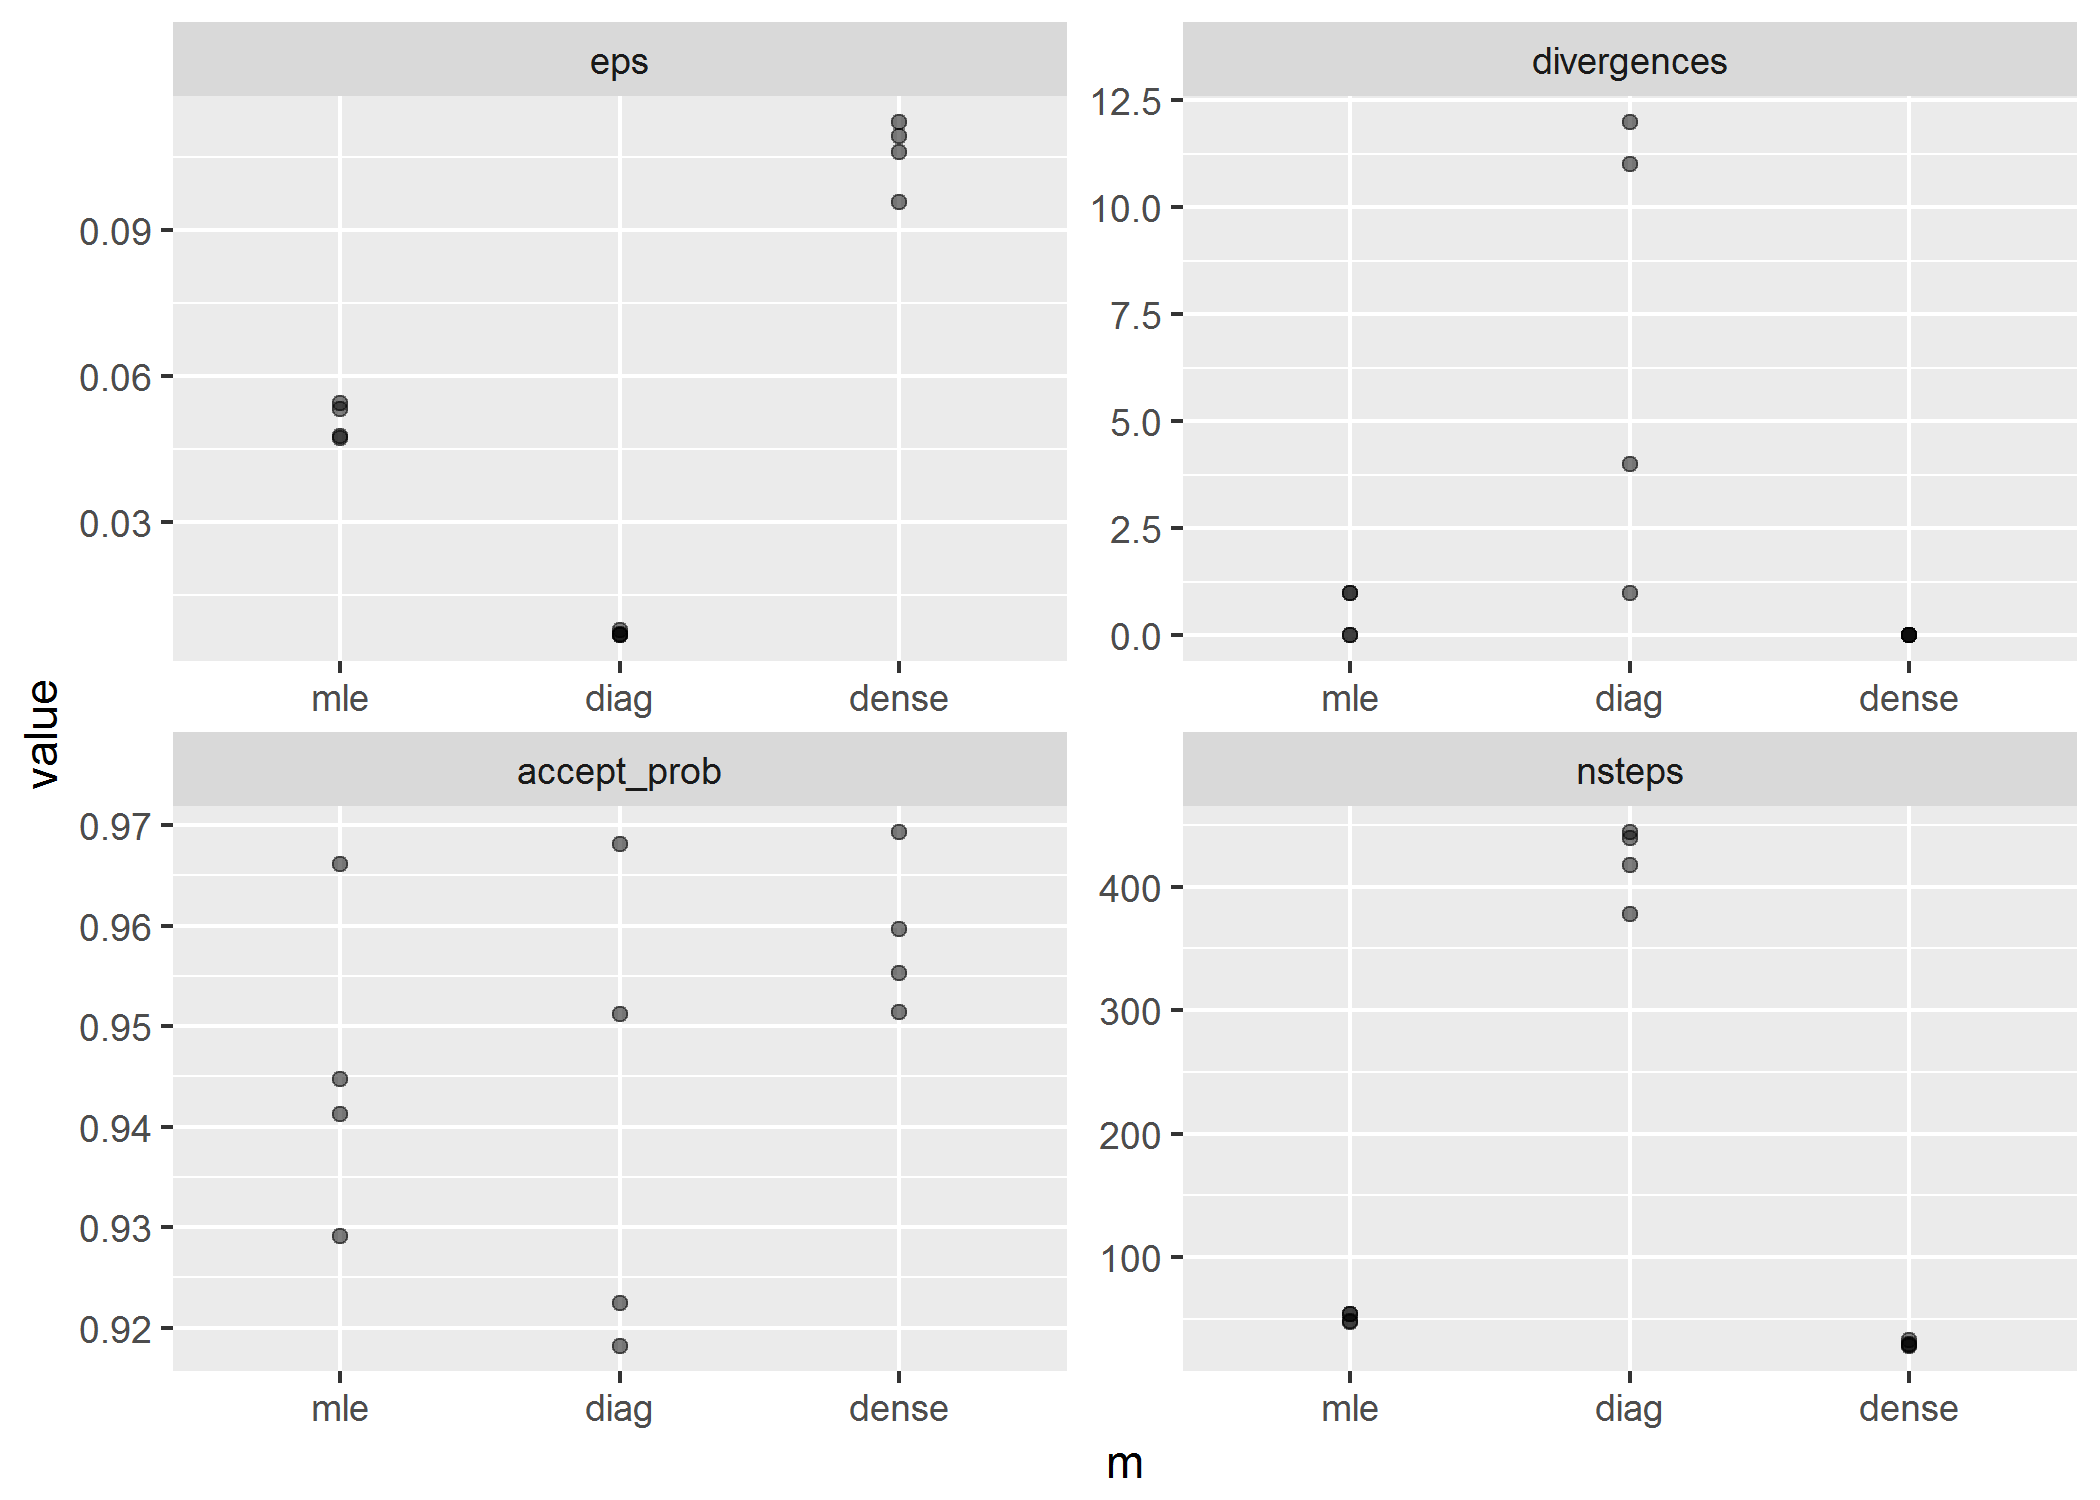 eps
divergences
0.09
0.06
0.03
12.5
10.0
7.5
5.0
2.5
0.0
mle diag dense
mle diag dense
value
accept_prob
nsteps
0.97
0.96
0.95
0.94
0.93
0.92
400
300
200
100
mle diag dense
mle diag dense
m